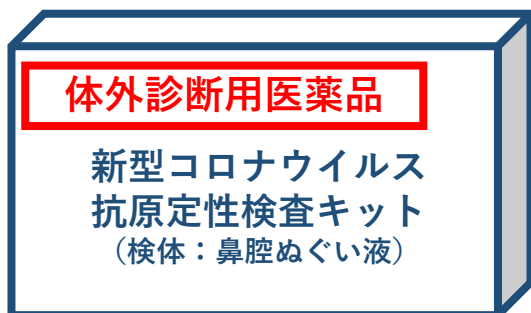 体外診断用医薬品
新型コロナウイルス
抗原定性検査キット
（検体：鼻腔ぬぐい液）